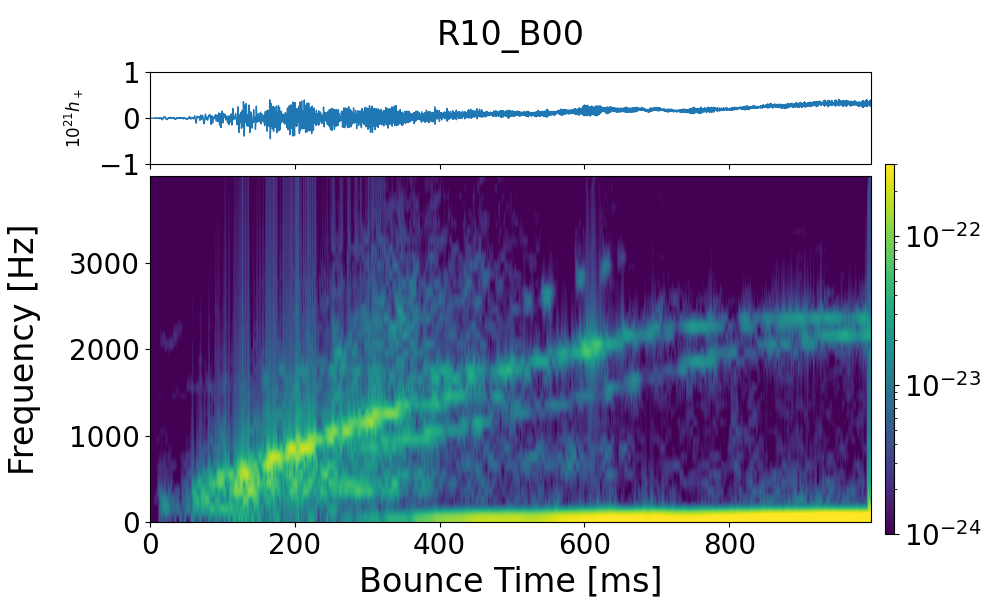 R10_B00
1
0
−1
10²¹h₊
3000
2000
1000
0
Frequency [Hz]
0 200 400 600 800
Bounce Time [ms]
10⁻²²
10⁻²³
10⁻²⁴